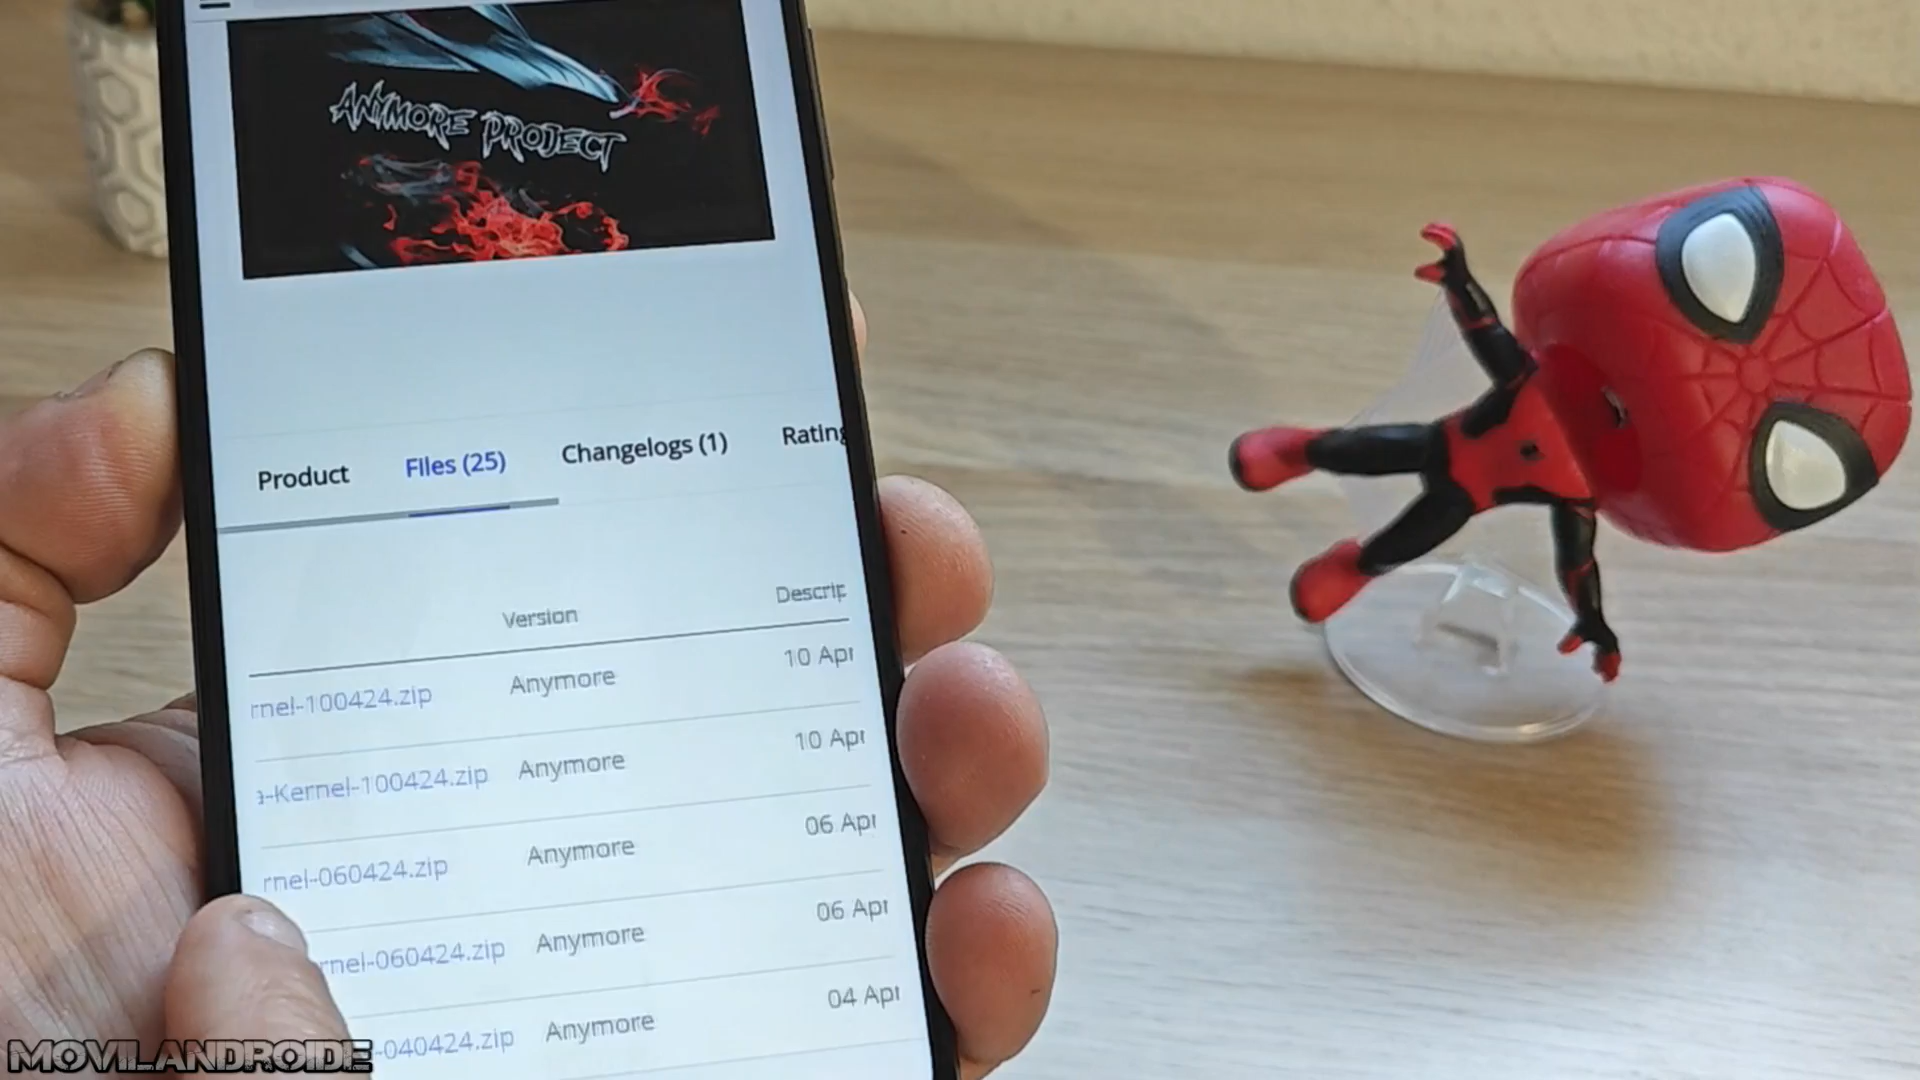 ANYMORE PROJECT
Product Files (25) Changelogs (1) Rating
Version Descrip
rnel-100424.zip Anymore 10 Apr
-Kernel-100424.zip Anymore 10 Apr
rnel-060424.zip Anymore 06 Apr
rnel-060424.zip Anymore 06 Apr
-040424.zip Anymore 04 Apr
MOVILANDROIDE